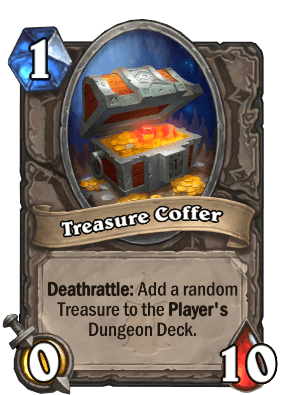 1
Treasure Coffer
Deathrattle: Add a random
Treasure to the Player's
Dungeon Deck.
0
10